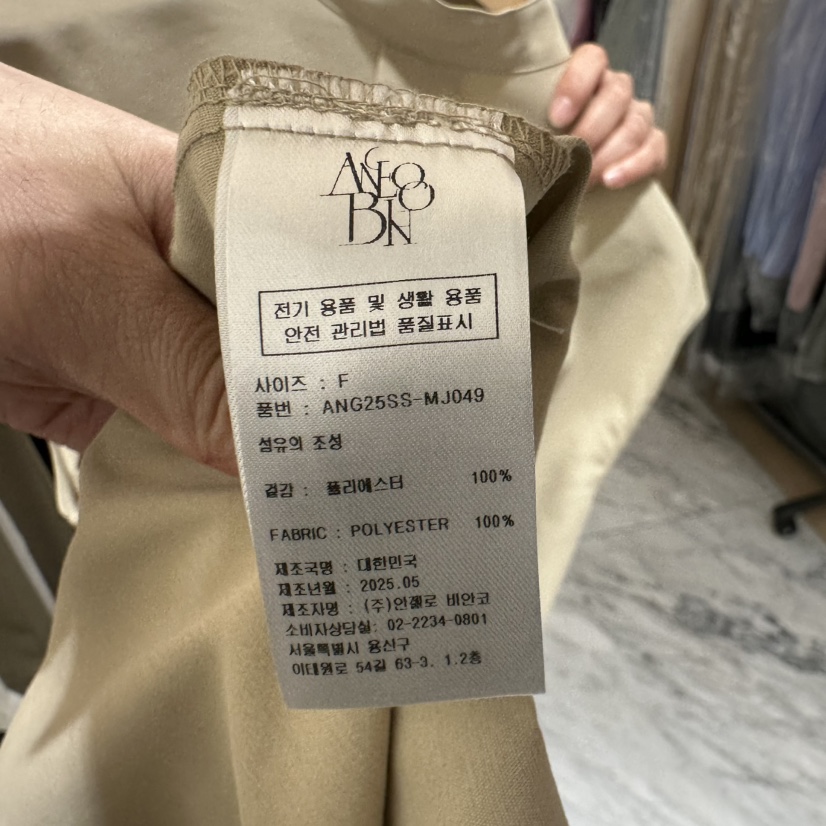 ANCEOO
BIN
전기 용품 및 생활 용품
안전 관리법 품질표시
사이즈 : F
품번 : ANG25SS-MJ049
섬유의 조성
겉감 : 폴리에스터 100%
FABRIC : POLYESTER 100%
제조국명 : 대한민국
제조년월 : 2025.05
제조자명 : (주)안젤로 비안코
소비자상담실: 02-2234-0801
서울특별시 용산구
이태원로 54길 63-3. 1.2층